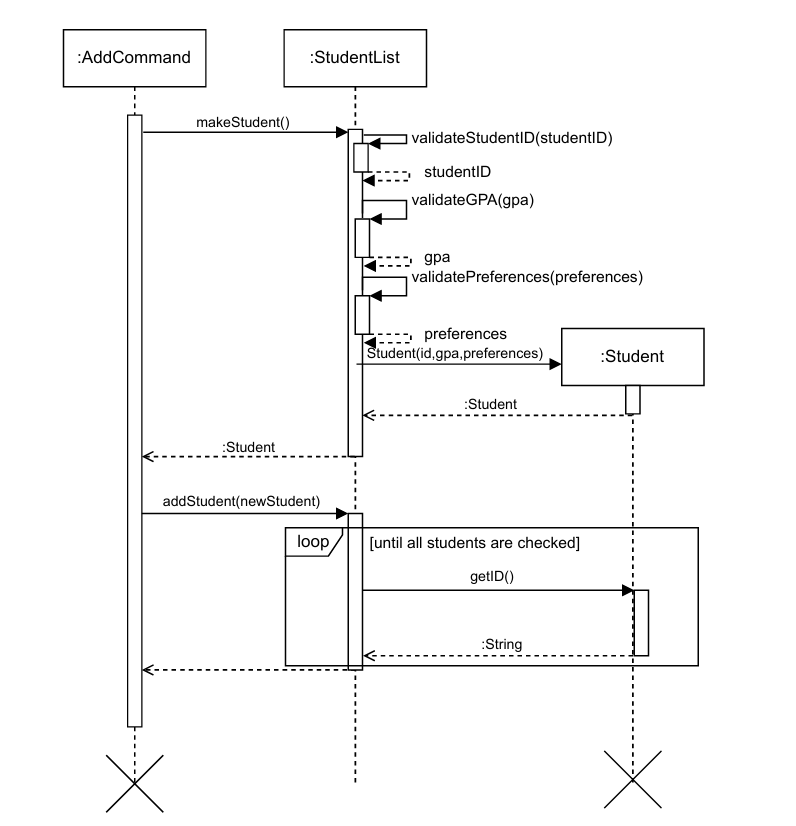 :AddCommand
:StudentList
makeStudent()
validateStudentID(studentID)
studentID
validateGPA(gpa)
gpa
validatePreferences(preferences)
preferences
Student(id,gpa,preferences)
:Student
:Student
:Student
addStudent(newStudent)
loop
[until all students are checked]
getID()
:String